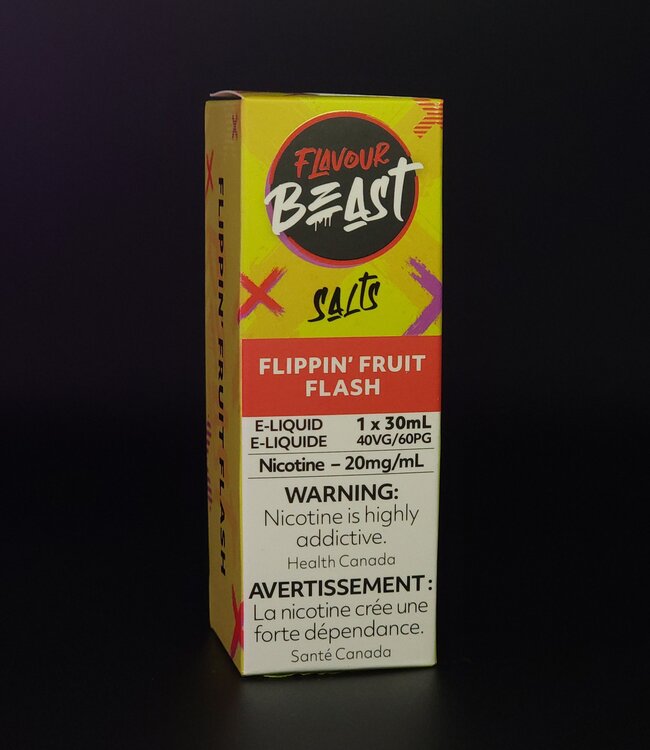 FLAVOUR
BEAST
SALTS
FLIPPIN' FRUIT
FLASH
E-LIQUID 1 x 30mL
E-LIQUIDE 40VG/60PG
Nicotine – 20mg/mL
WARNING:
Nicotine is highly
addictive.
Health Canada
AVERTISSEMENT :
La nicotine crée une
forte dépendance.
Santé Canada
FLIPPIN' FRUIT FLASH